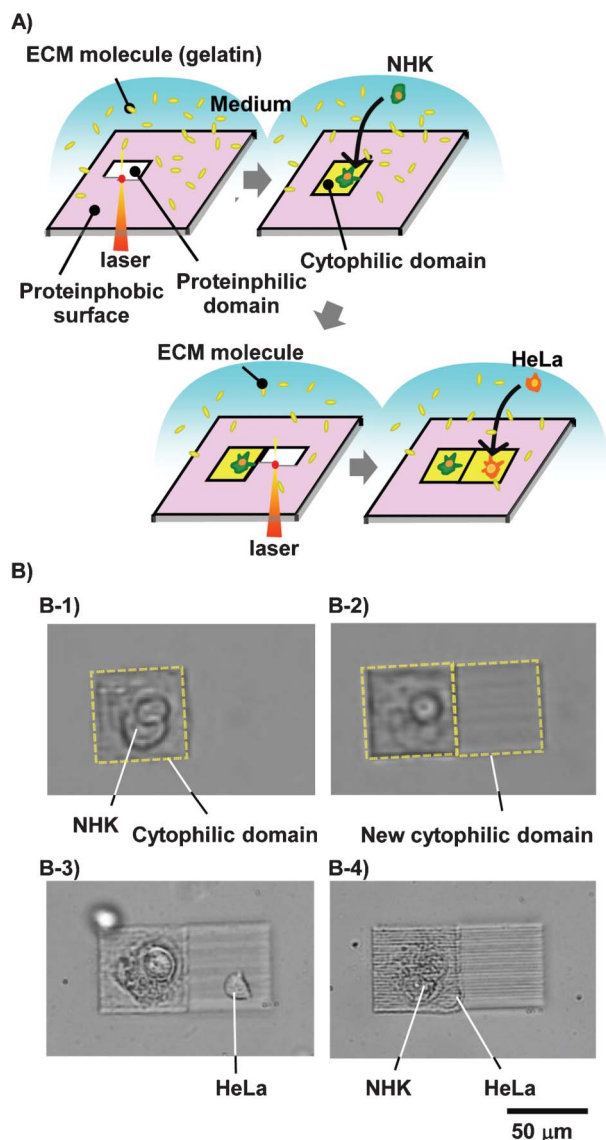 A)
ECM molecule (gelatin)
NHK
Medium
laser
Proteinphilic
domain
Cytophilic domain
Proteinphobic
surface
ECM molecule
HeLa
laser
B)
B-1)
B-2)
NHK
Cytophilic domain
New cytophilic domain
B-3)
B-4)
HeLa
NHK
HeLa
50 μm